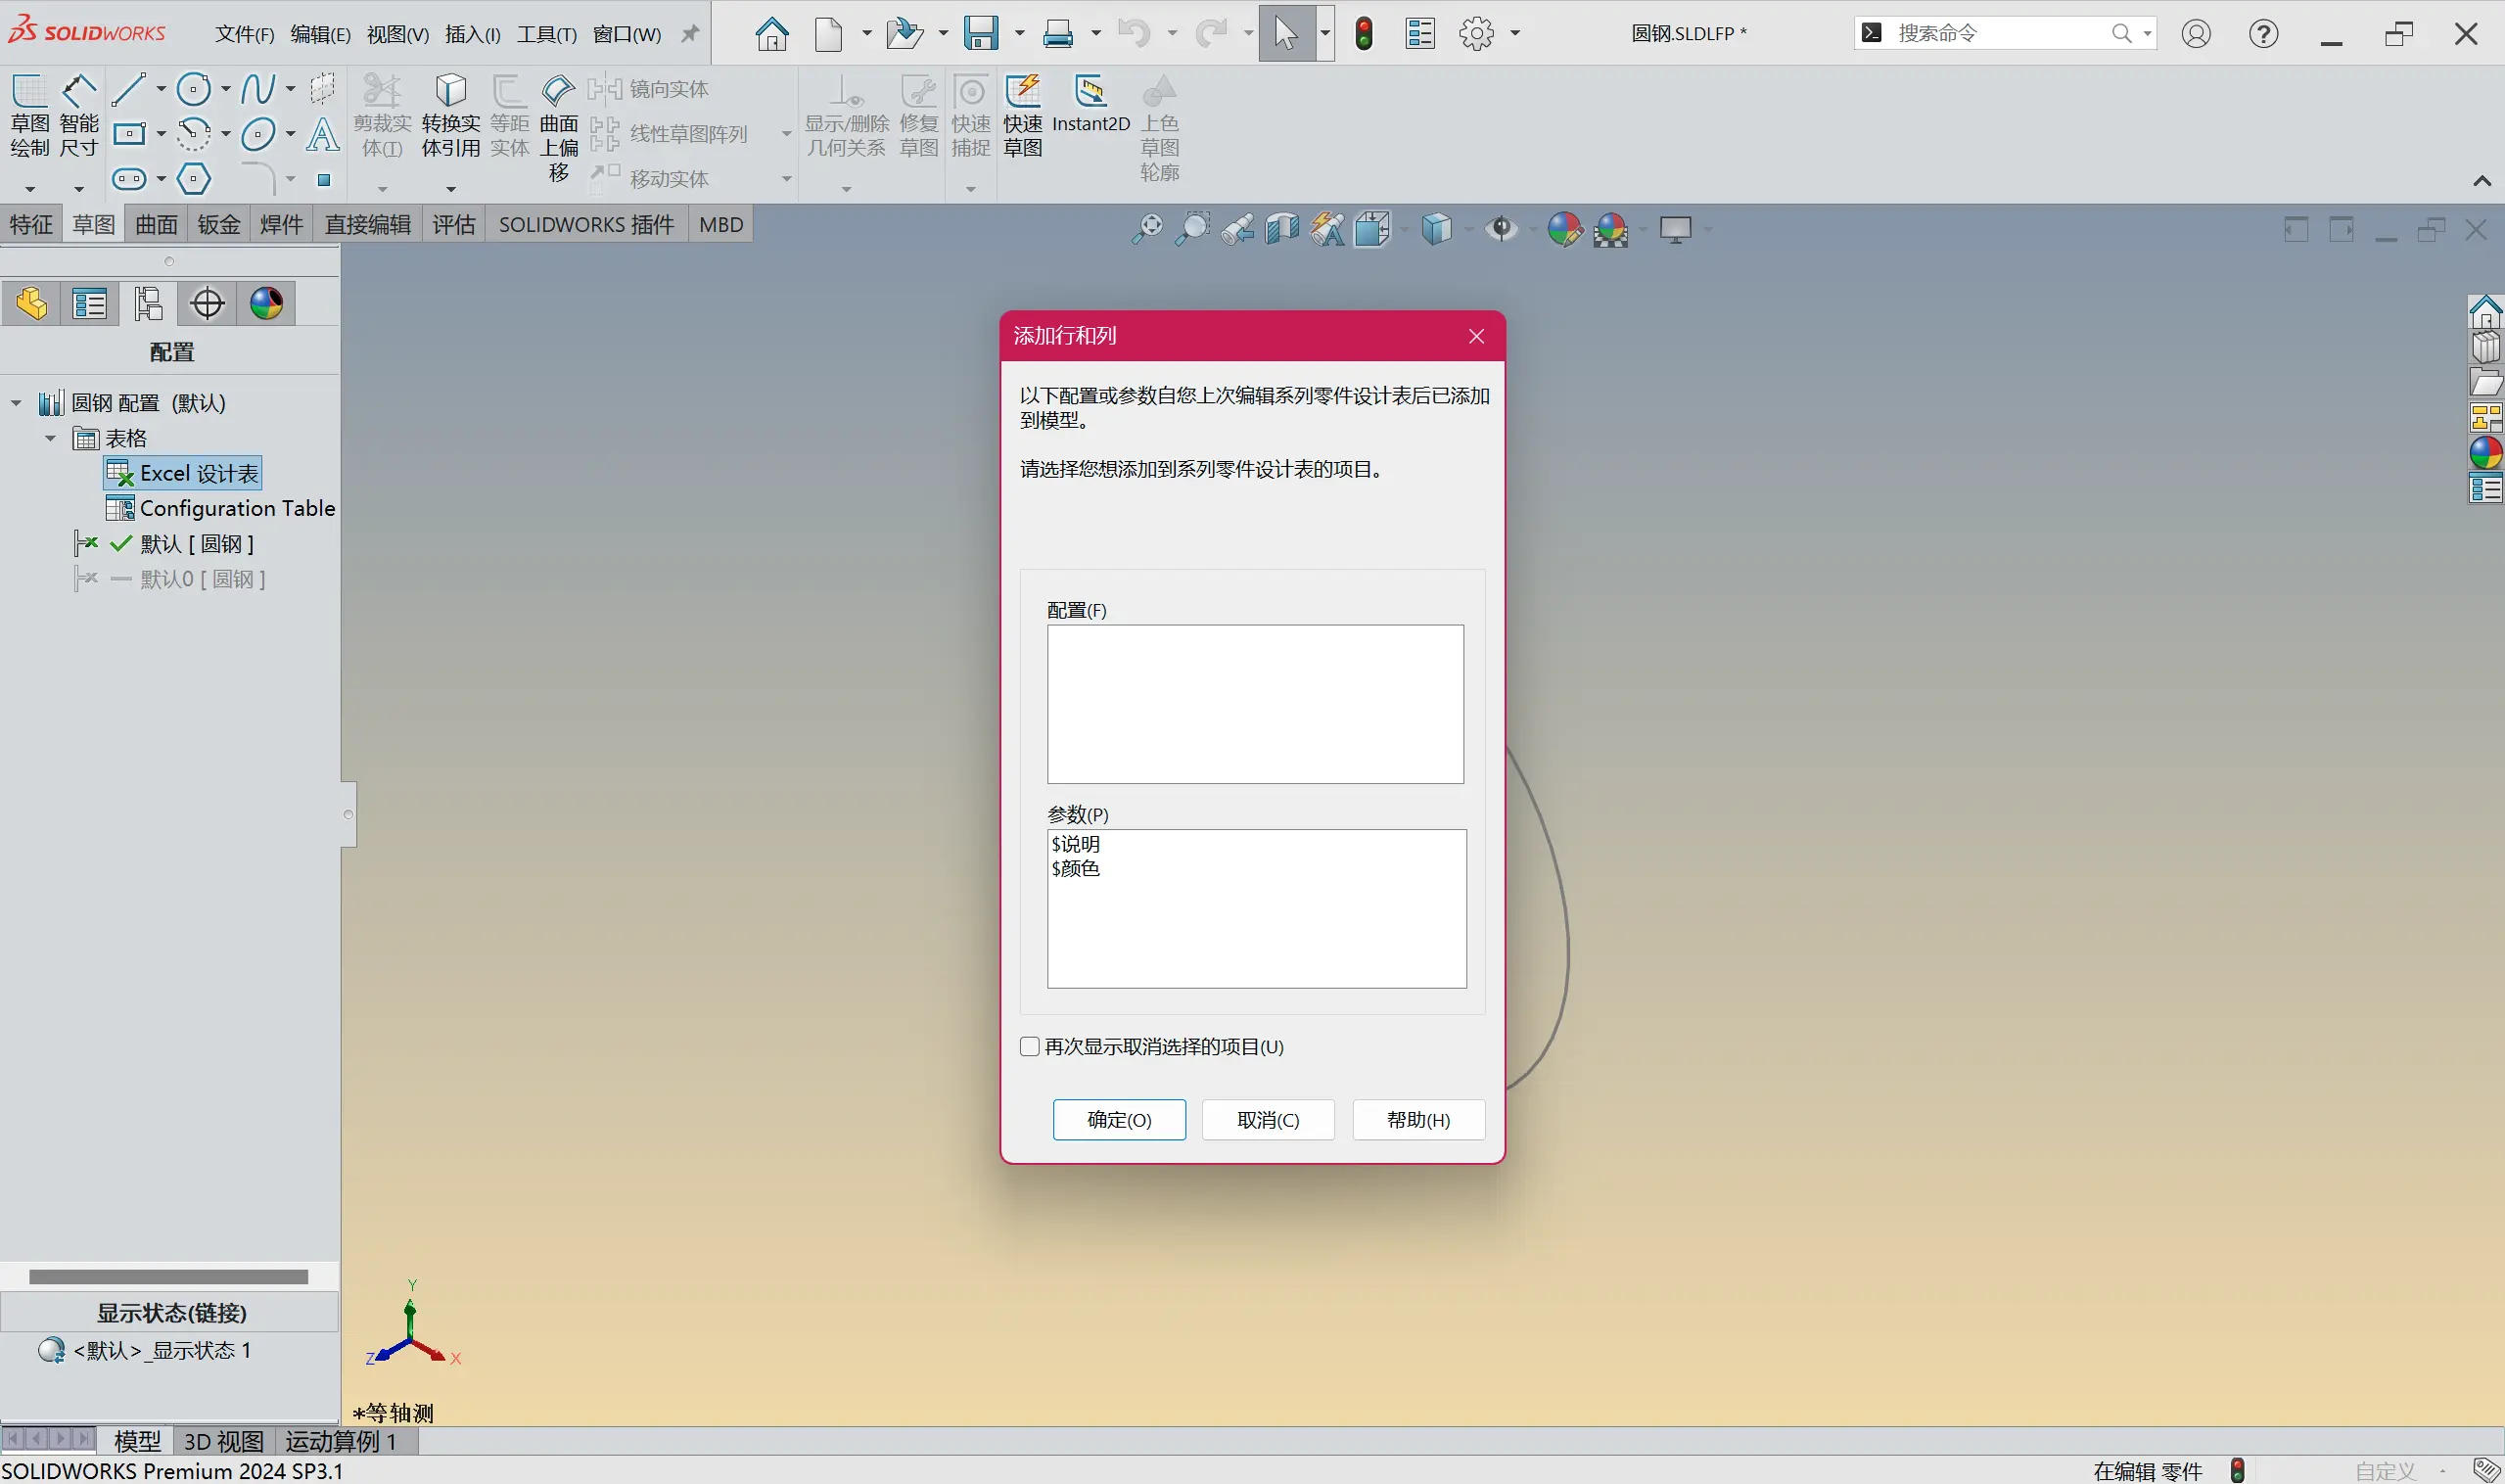 SOLIDWORKS
文件(F) 编辑(E) 视图(V) 插入(I) 工具(T) 窗口(W)
圆钢.SLDLFP *
搜索命令
草图绘制
智能尺寸
剪裁实体(T)
转换实体引用
等距实体
曲面上偏移
镜向实体
线性草图阵列
移动实体
显示/删除几何关系
修复草图
快速捕捉
快速草图
Instant2D
上色草图轮廓
特征 草图 曲面 钣金 焊件 直接编辑 评估 SOLIDWORKS 插件 MBD
配置
圆钢 配置 (默认)
表格
Excel 设计表
Configuration Table
默认 [ 圆钢 ]
默认0 [ 圆钢 ]
添加行和列
以下配置或参数自您上次编辑系列零件设计表后已添加
到模型。
请选择您想添加到系列零件设计表的项目。
配置(F)
参数(P)
$说明
$颜色
再次显示取消选择的项目(U)
确定(O) 取消(C) 帮助(H)
显示状态(链接)
<默认>_显示状态 1
Y
Z
X
*等轴测
模型 3D 视图 运动算例 1
SOLIDWORKS Premium 2024 SP3.1
在编辑 零件
自定义